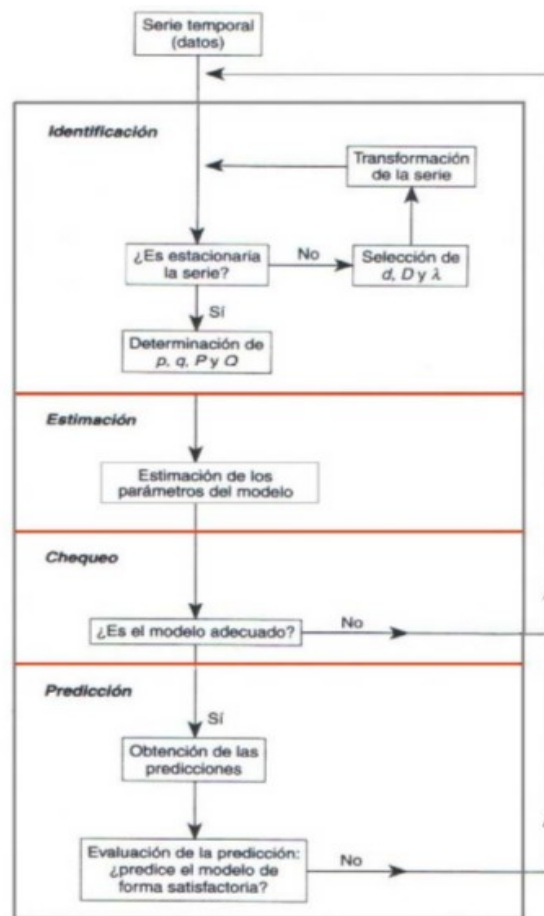 Serie temporal
(datos)
Identificación
Transformación
de la serie
¿Es estacionaria
la serie?
No
Selección de
d, D y λ
Sí
Determinación de
p, q, P y Q
Estimación
Estimación de los
parámetros del modelo
Chequeo
¿Es el modelo adecuado?
No
Predicción
Sí
Obtención de las
predicciones
Evaluación de la predicción:
¿predice el modelo de
forma satisfactoria?
No